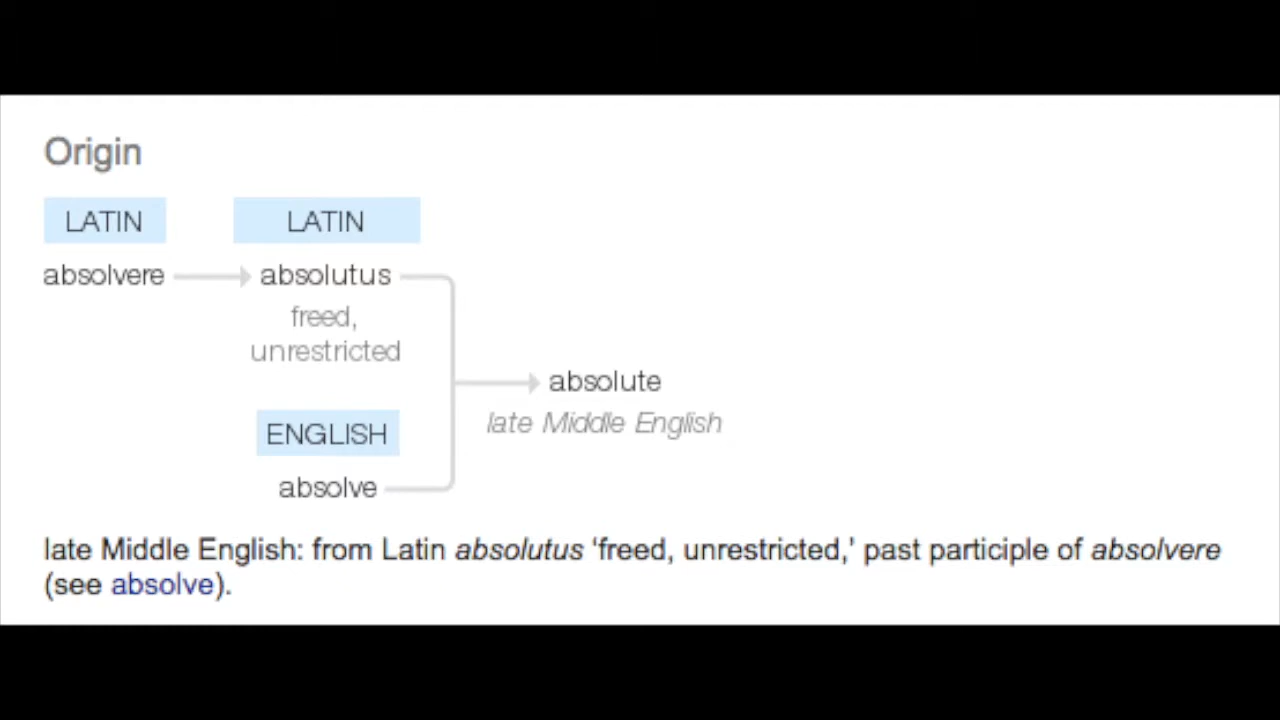 Origin
LATIN LATIN
absolvere absolutus
freed,
unrestricted
absolute
late Middle English
ENGLISH
absolve
late Middle English: from Latin absolutus ‘freed, unrestricted,’ past participle of absolvere
(see absolve).